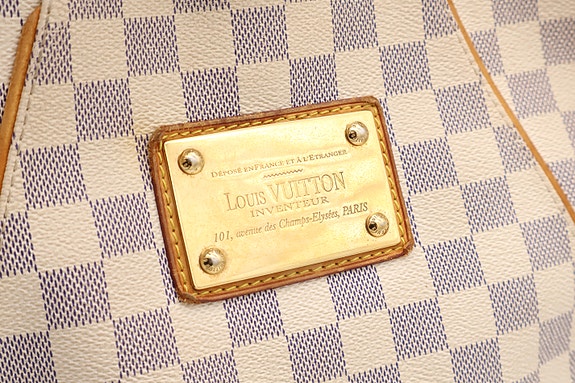 DÉPOSÉ EN FRANCE ET À L'ÉTRANGER
LOUIS VUITTON
INVENTEUR
101, avenue des Champs-Elysées, PARIS